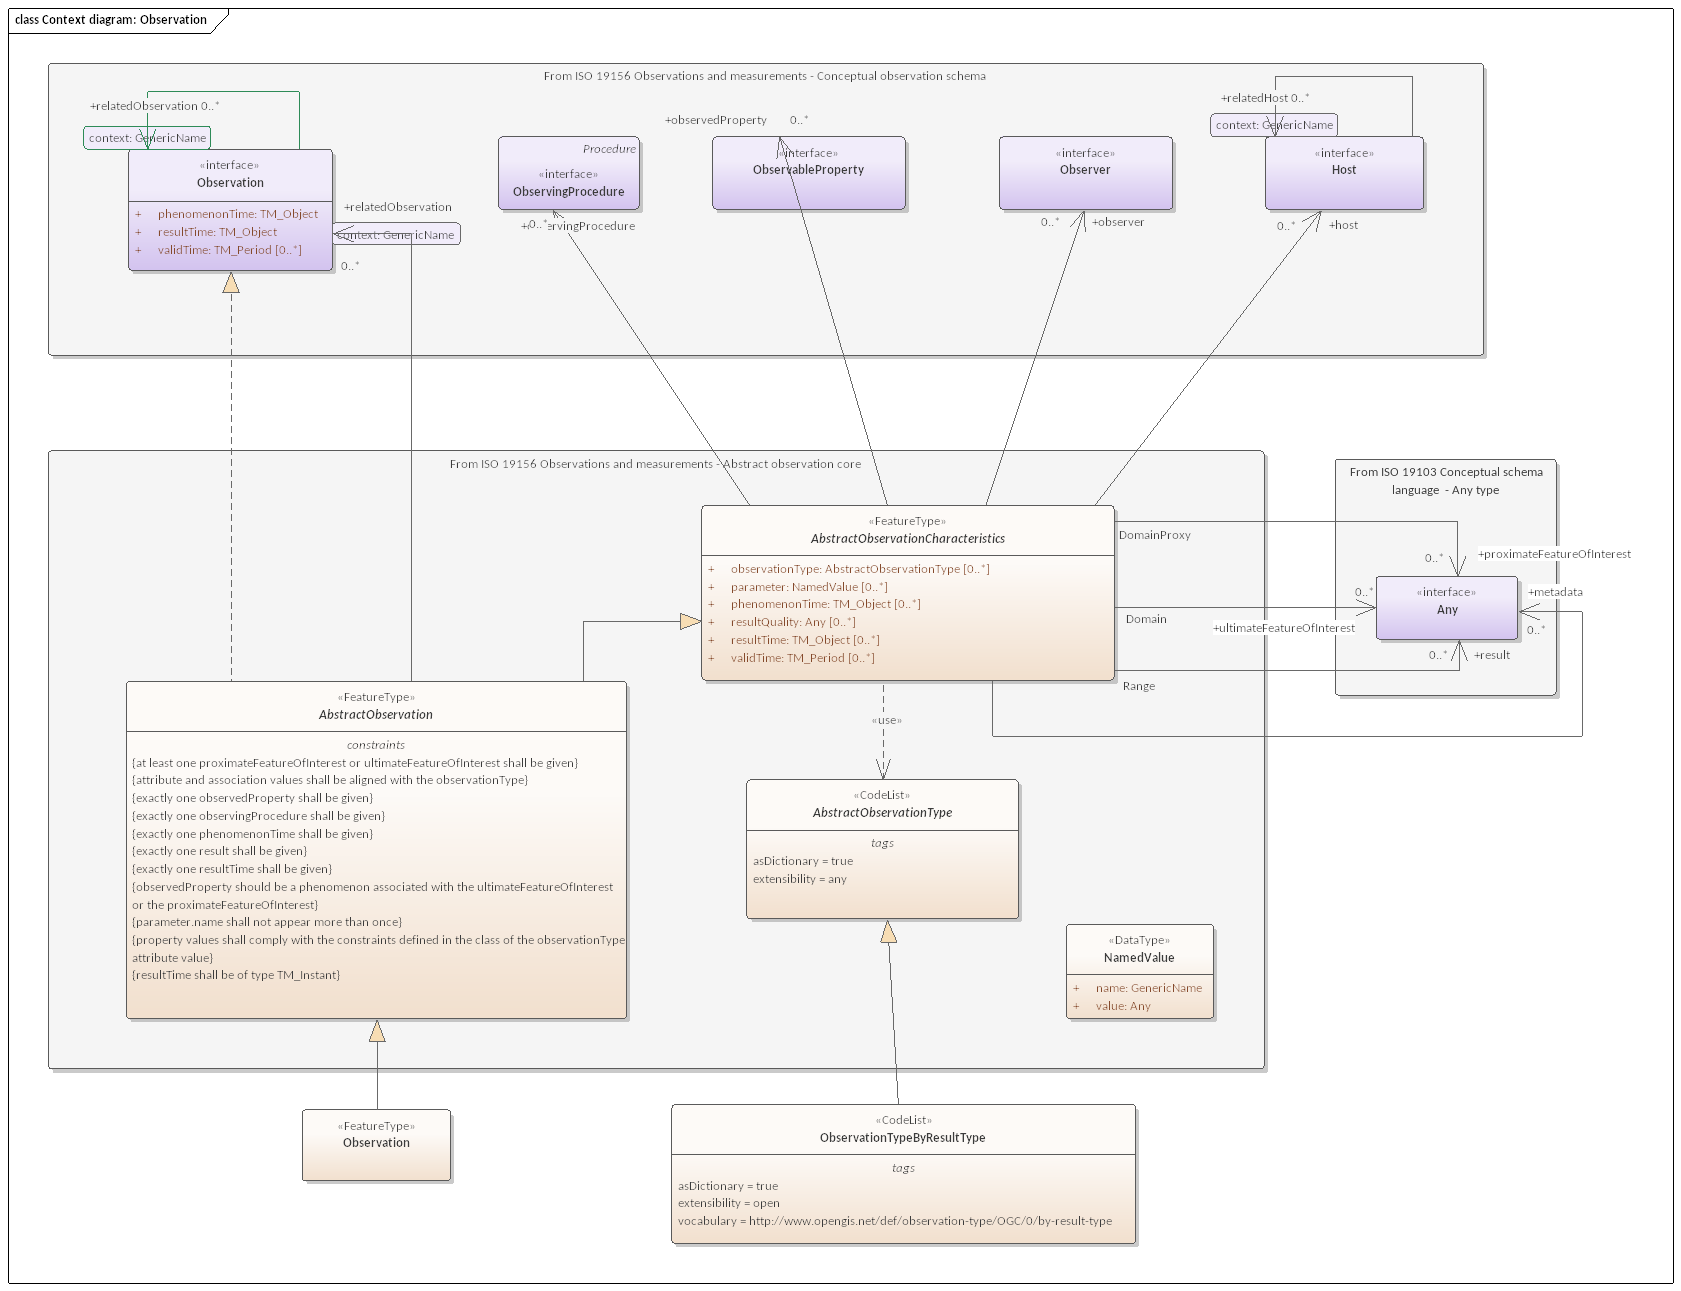 class Context diagram: Observation
From ISO 19156 Observations and measurements - Conceptual observation schema
+relatedObservation 0..*
context: GenericName
«interface»
Observation
+ phenomenonTime: TM_Object
+ resultTime: TM_Object
+ validTime: TM_Period [0..*]
+relatedObservation
context: GenericName
0..*
Procedure
«interface»
ObservingProcedure
0..*
ervingProcedure
+observedProperty 0..*
«interface»
ObservableProperty
«interface»
Observer
0..* +observer
+relatedHost 0..*
context: GenericName
«interface»
Host
0..* +host
From ISO 19156 Observations and measurements - Abstract observation core
«FeatureType»
AbstractObservationCharacteristics
+ observationType: AbstractObservationType [0..*]
+ parameter: NamedValue [0..*]
+ phenomenonTime: TM_Object [0..*]
+ resultQuality: Any [0..*]
+ resultTime: TM_Object [0..*]
+ validTime: TM_Period [0..*]
DomainProxy
Domain
Range
From ISO 19103 Conceptual schema
language - Any type
0..* +proximateFeatureOfInterest
0..*
+ultimateFeatureOfInterest
«interface»
Any
+metadata
0..*
0..* +result
«use»
«FeatureType»
AbstractObservation
constraints
{at least one proximateFeatureOfInterest or ultimateFeatureOfInterest shall be given}
{attribute and association values shall be aligned with the observationType}
{exactly one observedProperty shall be given}
{exactly one observingProcedure shall be given}
{exactly one phenomenonTime shall be given}
{exactly one result shall be given}
{exactly one resultTime shall be given}
{observedProperty should be a phenomenon associated with the ultimateFeatureOfInterest
or the proximateFeatureOfInterest}
{parameter.name shall not appear more than once}
{property values shall comply with the constraints defined in the class of the observationType
attribute value}
{resultTime shall be of type TM_Instant}
«CodeList»
AbstractObservationType
tags
asDictionary = true
extensibility = any
«DataType»
NamedValue
+ name: GenericName
+ value: Any
«FeatureType»
Observation
«CodeList»
ObservationTypeByResultType
tags
asDictionary = true
extensibility = open
vocabulary = http://www.opengis.net/def/observation-type/OGC/0/by-result-type